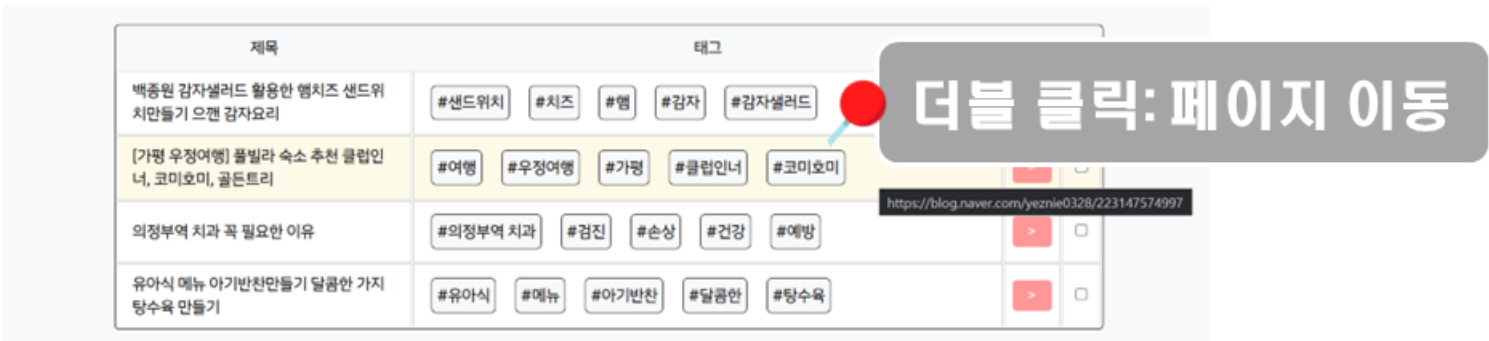 제목 태그
백종원 감자샐러드 활용한 햄치즈 샌드위
치만들기 으깬 감자요리
#샌드위치 #치즈 #햄 #감자 #감자샐러드
더블 클릭: 페이지 이동
[가평 우정여행] 풀빌라 숙소 추천 클럽인
너, 코미호미, 골든트리
#여행 #우정여행 #가평 #클럽인너 #코미호미
https://blog.naver.com/yeznie0328/223147574997
의정부역 치과 꼭 필요한 이유
#의정부역 치과 #검진 #손상 #건강 #예방 >
유아식 메뉴 아기반찬만들기 달콤한 가지
탕수육 만들기
#유아식 #메뉴 #아기반찬 #달콤한 #탕수육 >